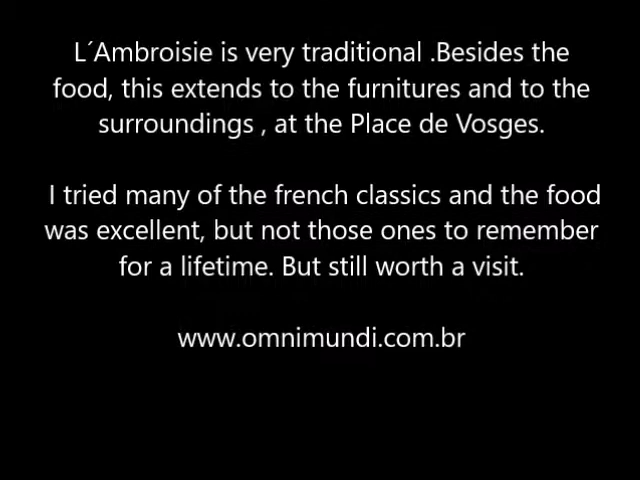 L´Ambroisie is very traditional .Besides the
food, this extends to the furnitures and to the
surroundings , at the Place de Vosges.
I tried many of the french classics and the food
was excellent, but not those ones to remember
for a lifetime. But still worth a visit.
www.omnimundi.com.br